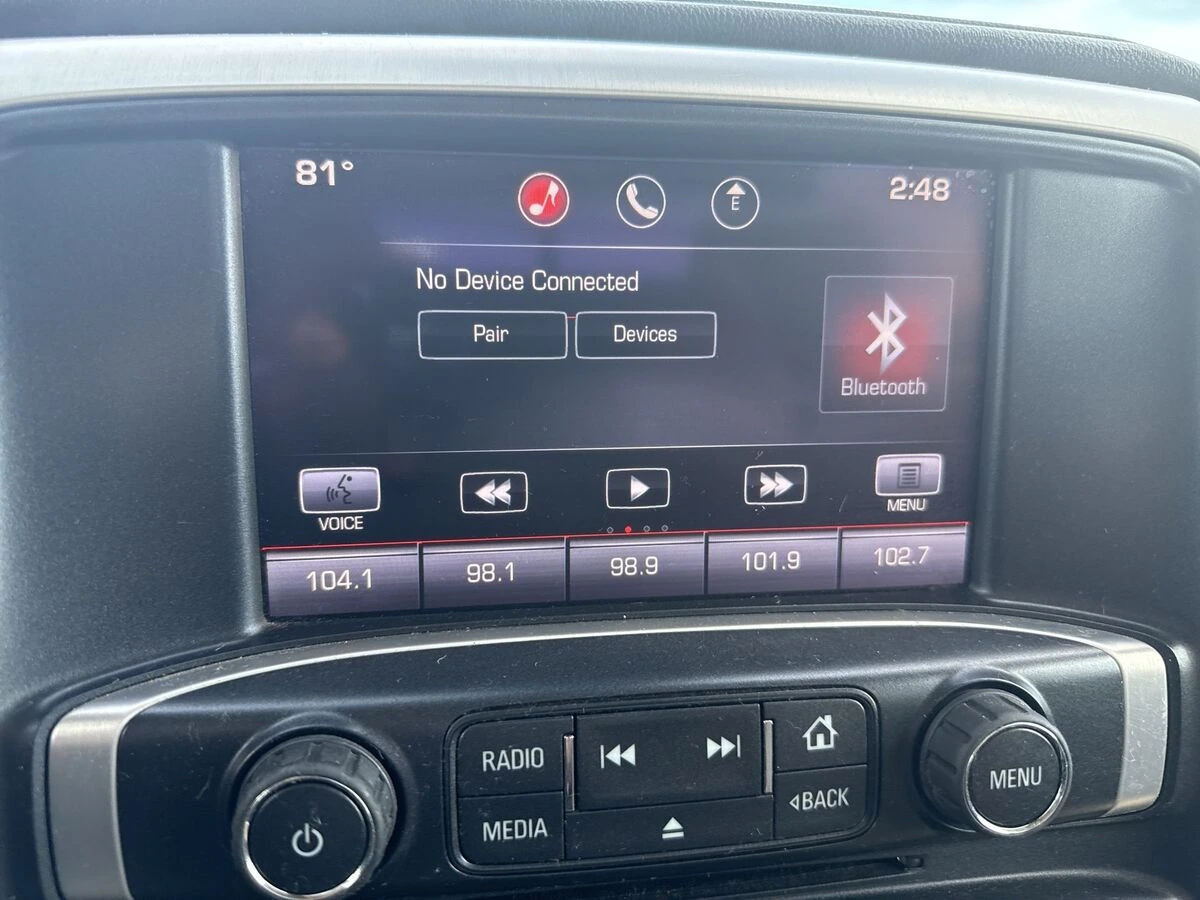 81°
E
2:48
No Device Connected
Pair
Devices
Bluetooth
VOICE
MENU
104.1
98.1
98.9
101.9
102.7
RADIO
MEDIA
BACK
MENU